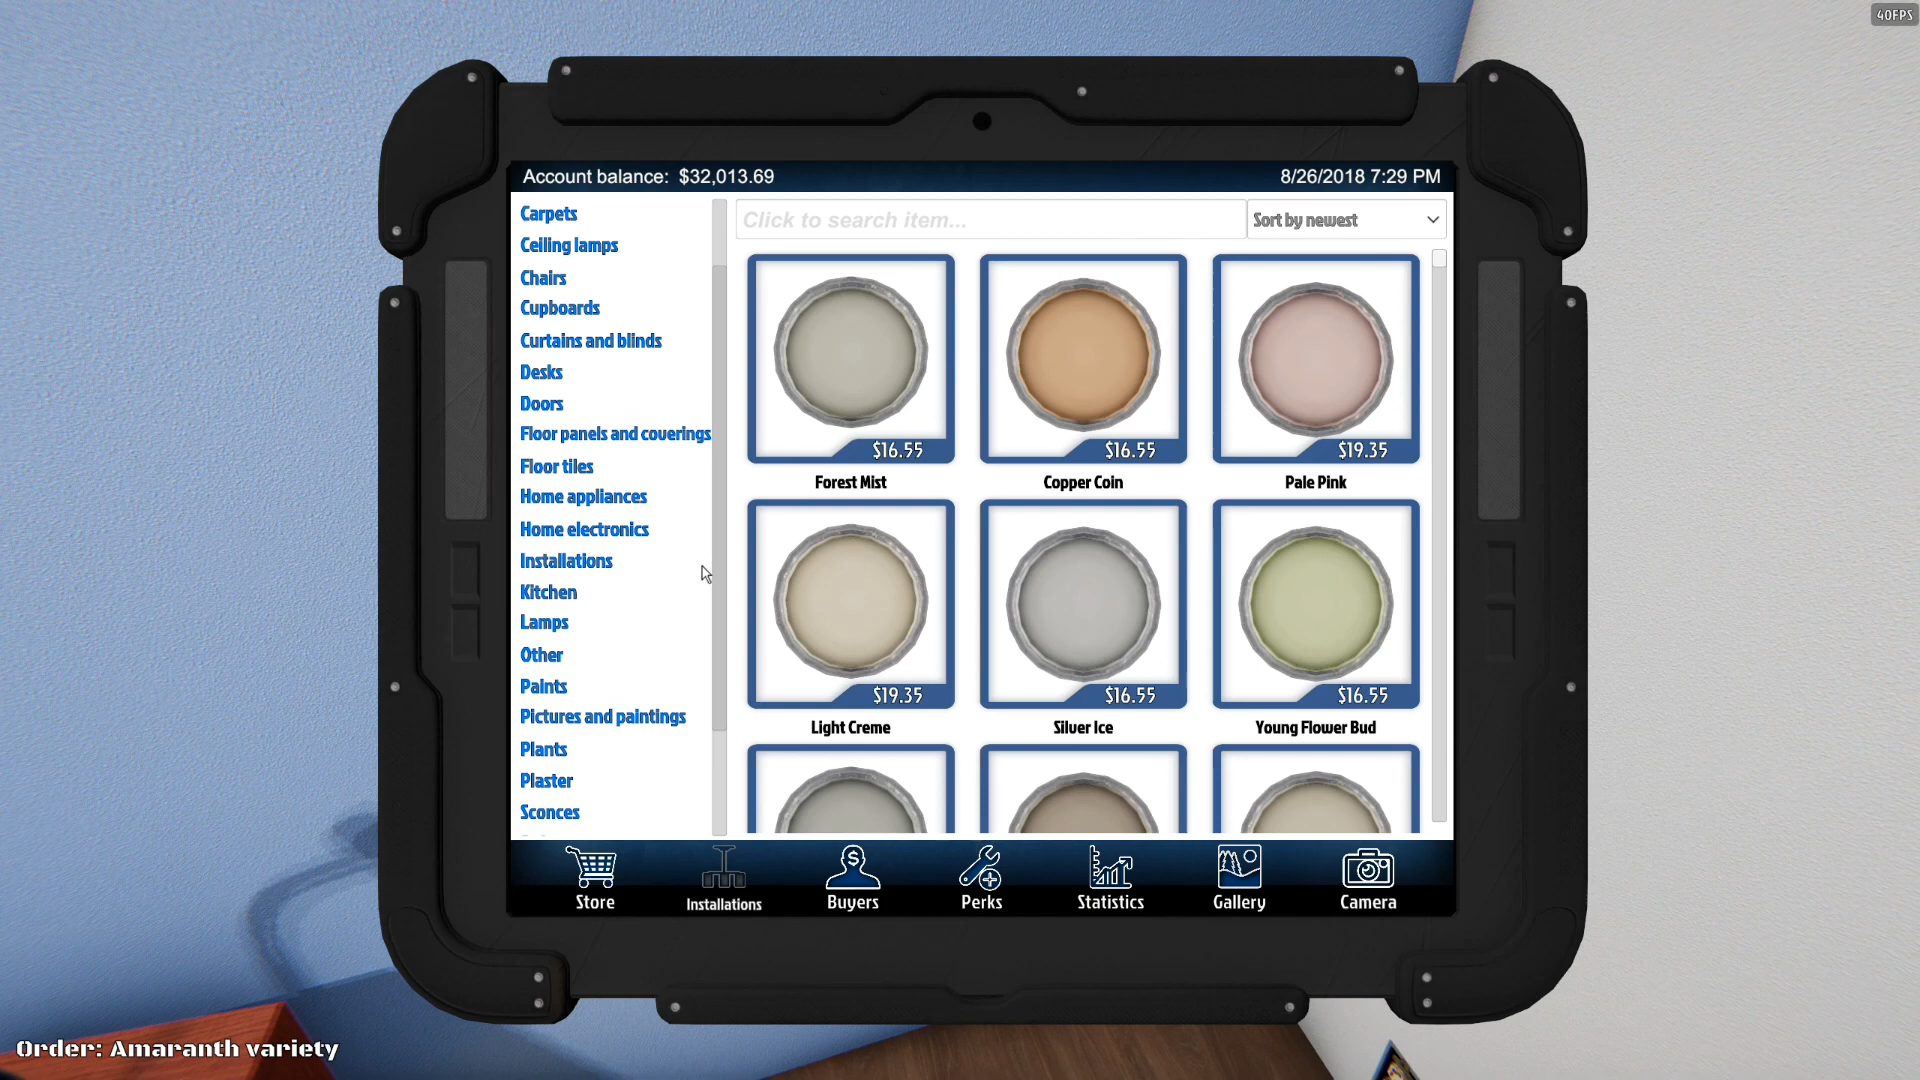 40FPS
Account balance: $32,013.69
8/26/2018 7:29 PM
Carpets
Ceiling lamps
Chairs
Cupboards
Curtains and blinds
Desks
Doors
Floor panels and coverings
Floor tiles
Home appliances
Home electronics
Installations
Kitchen
Lamps
Other
Paints
Pictures and paintings
Plants
Plaster
Sconces
Click to search item...
Sort by newest
$16.55
$16.55
$19.35
Forest Mist
Copper Coin
Pale Pink
$19.35
$16.55
$16.55
Light Creme
Silver Ice
Young Flower Bud
Store
Installations
Buyers
Perks
Statistics
Gallery
Camera
Order: Amaranth variety